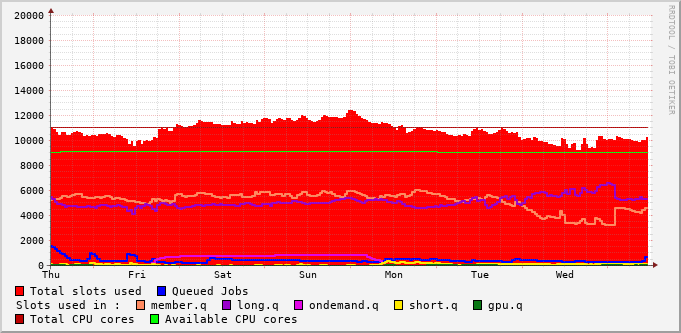 RRDTOOL / TOBI OETIKER
20000
18000
16000
14000
12000
10000
8000
6000
4000
2000
0
Thu Fri Sat Sun Mon Tue Wed
Total slots used Queued Jobs
Slots used in : member.q long.q ondemand.q short.q gpu.q
Total CPU cores Available CPU cores